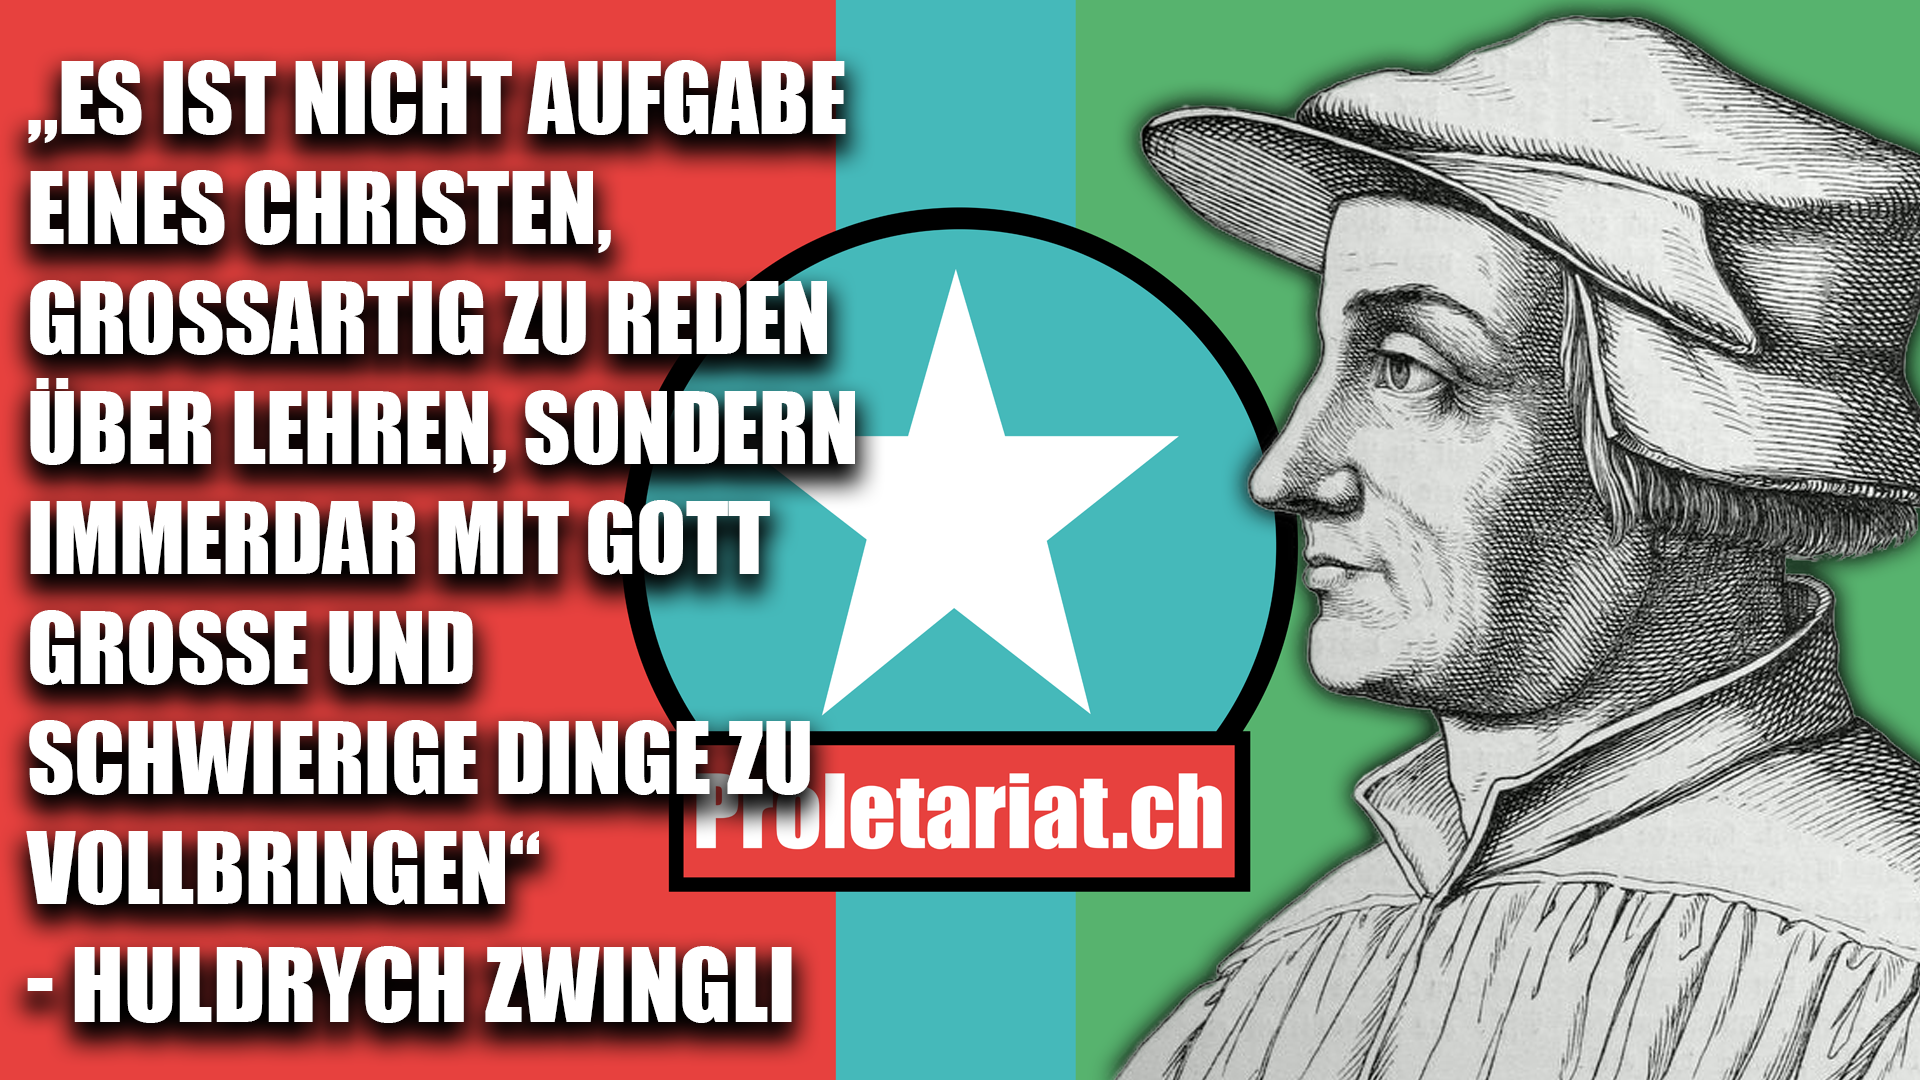 „ES IST NICHT AUFGABE
EINES CHRISTEN,
GROSSARTIG ZU REDEN
ÜBER LEHREN, SONDERN
IMMERDAR MIT GOTT
GROSSE UND
SCHWIERIGE DINGE ZU
VOLLBRINGEN“
- HULDRYCH ZWINGLI
Proletariat.ch